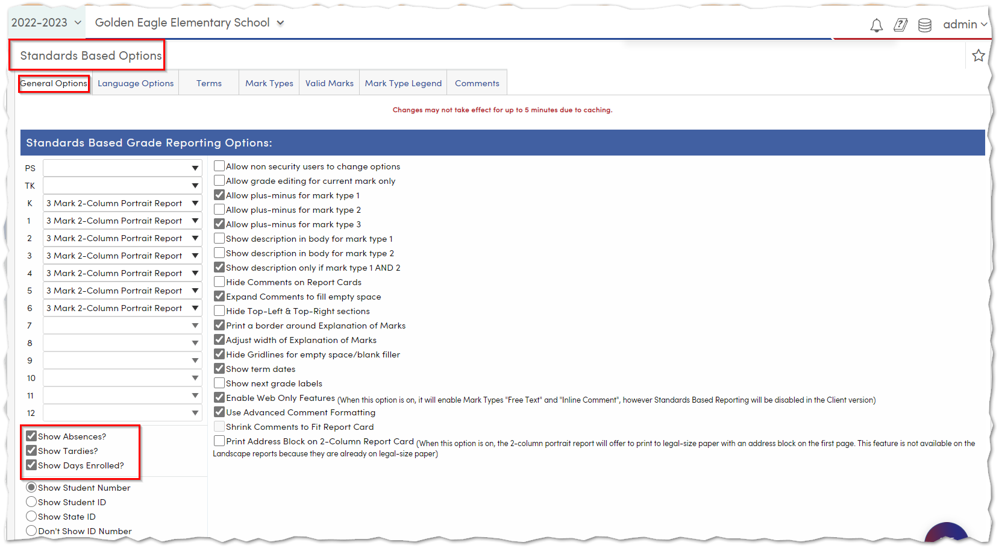 2022-2023 Golden Eagle Elementary School admin
Standards Based Options
General Options Language Options Terms Mark Types Valid Marks Mark Type Legend Comments
Changes may not take effect for up to 5 minutes due to caching.
Standards Based Grade Reporting Options:
PS
TK
K 3 Mark 2-Column Portrait Report
1 3 Mark 2-Column Portrait Report
2 3 Mark 2-Column Portrait Report
3 3 Mark 2-Column Portrait Report
4 3 Mark 2-Column Portrait Report
5 3 Mark 2-Column Portrait Report
6 3 Mark 2-Column Portrait Report
7
8
9
10
11
12
Show Absences?
Show Tardies?
Show Days Enrolled?
Show Student Number
Show Student ID
Show State ID
Don't Show ID Number
Allow non security users to change options
Allow grade editing for current mark only
Allow plus-minus for mark type 1
Allow plus-minus for mark type 2
Allow plus-minus for mark type 3
Show description in body for mark type 1
Show description in body for mark type 2
Show description only if mark type 1 AND 2
Hide Comments on Report Cards
Expand Comments to fill empty space
Hide Top-Left & Top-Right sections
Print a border around Explanation of Marks
Adjust width of Explanation of Marks
Hide Gridlines for empty space/blank filler
Show term dates
Show next grade labels
Enable Web Only Features (When this option is on, it will enable Mark Types "Free Text" and "Inline Comment", however Standards Based Reporting will be disabled in the Client version)
Use Advanced Comment Formatting
Shrink Comments to Fit Report Card
Print Address Block on 2-Column Report Card (When this option is on, the 2-column portrait report will offer to print to legal-size paper with an address block on the first page. This feature is not available on the
Landscape reports because they are already on legal-size paper)